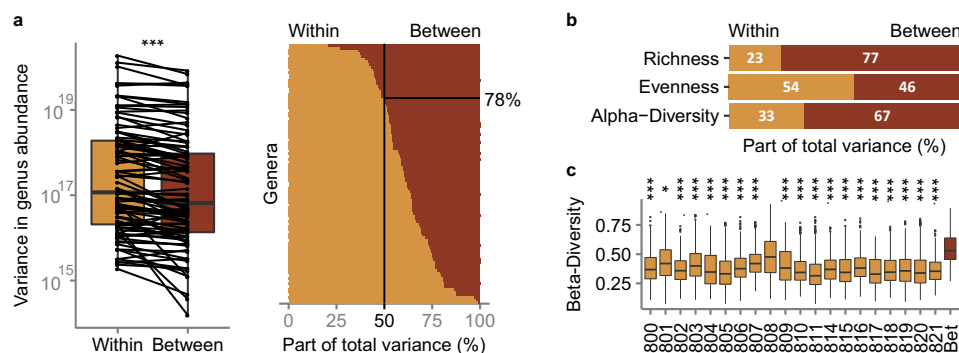 a
***
Variance in genus abundance
10^19
10^17
10^15
Within Between
Within Between
Genera
78%
0 25 50 75 100
Part of total variance (%)
b
Within Between
Richness 23 77
Evenness 54 46
Alpha−Diversity 33 67
Part of total variance (%)
c
*** * *** *** *** *** *** *** *** *** *** *** *** *** *** *** *** *** ***
Beta-Diversity
0.75
0.50
0.25
800 801 802 803 804 805 806 807 808 809 810 811 814 815 816 817 818 819 820 821 Bet